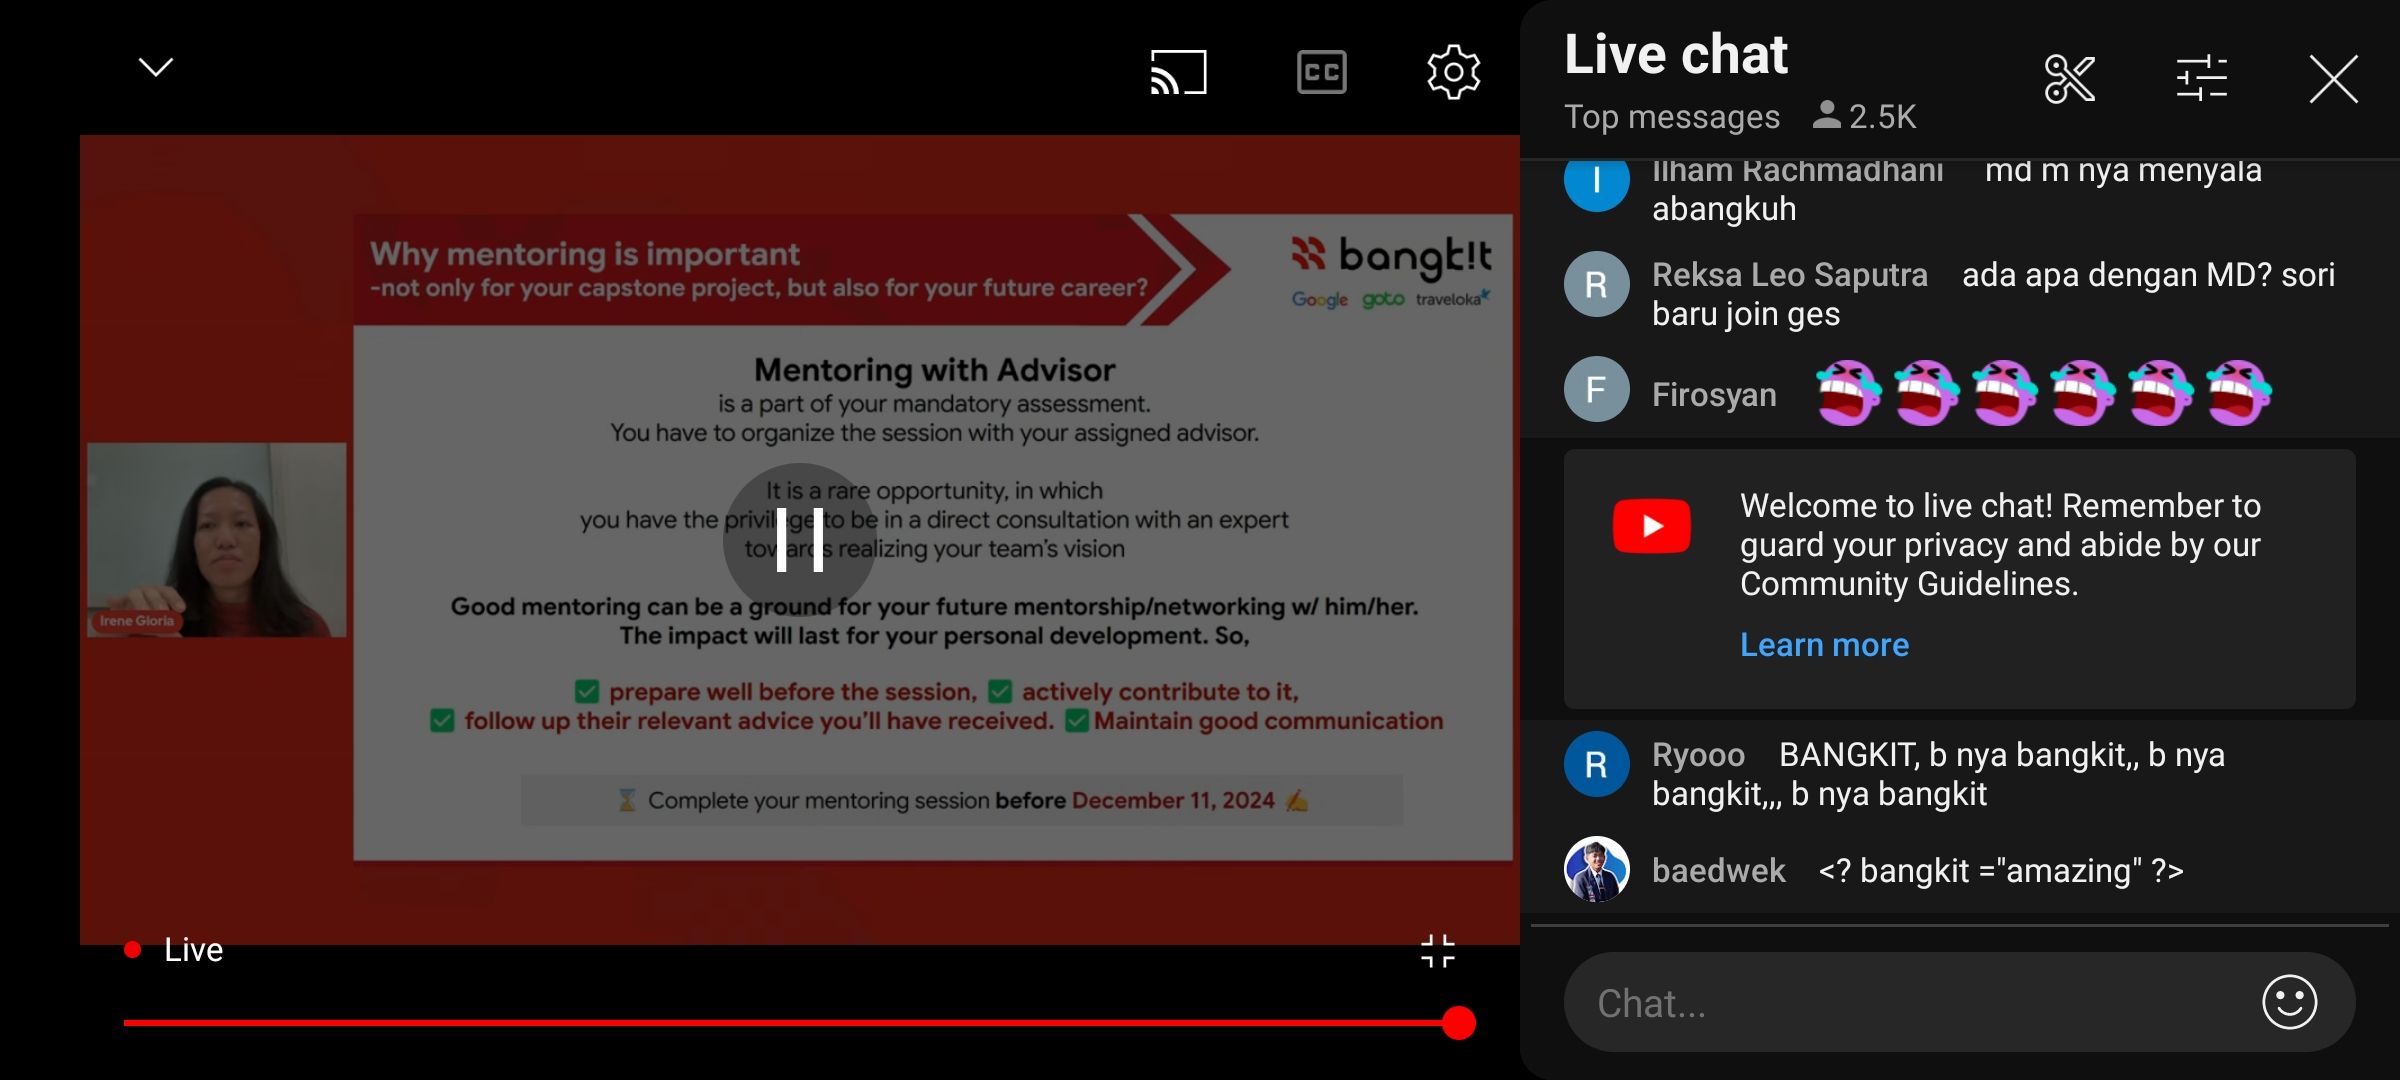 Why mentoring is important
-not only for your capstone project, but also for your future career?
bangk!t
Google goto traveloka
Mentoring with Advisor
is a part of your mandatory assessment.
You have to organize the session with your assigned advisor.
It is a rare opportunity, in which
you have the privilege to be in a direct consultation with an expert
towards realizing your team's vision
Good mentoring can be a ground for your future mentorship/networking w/ him/her.
The impact will last for your personal development. So,
✅ prepare well before the session, ✅ actively contribute to it,
✅ follow up their relevant advice you'll have received. ✅ Maintain good communication
⏳ Complete your mentoring session before December 11, 2024 ✍️
Irene Gloria
Live
CC
Live chat
Top messages 2.5K
I
Ilham Rachmadhani md m nya menyala
abangkuh
R
Reksa Leo Saputra ada apa dengan MD? sori
baru join ges
F
Firosyan
Welcome to live chat! Remember to
guard your privacy and abide by our
Community Guidelines.
Learn more
R
Ryooo BANGKIT, b nya bangkit,, b nya
bangkit,,, b nya bangkit
baedwek <? bangkit ="amazing" ?>
Chat...